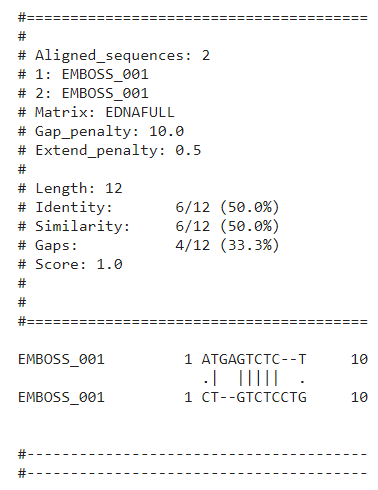 #=======================================
#
# Aligned_sequences: 2
# 1: EMBOSS_001
# 2: EMBOSS_001
# Matrix: EDNAFULL
# Gap_penalty: 10.0
# Extend_penalty: 0.5
#
# Length: 12
# Identity:       6/12 (50.0%)
# Similarity:     6/12 (50.0%)
# Gaps:           4/12 (33.3%)
# Score: 1.0
#
#
#=======================================
EMBOSS_001         1 ATGAGTCTC--T     10
                     .|  |||||  .
EMBOSS_001         1 CT--GTCTCCTG     10
#---------------------------------------
#---------------------------------------